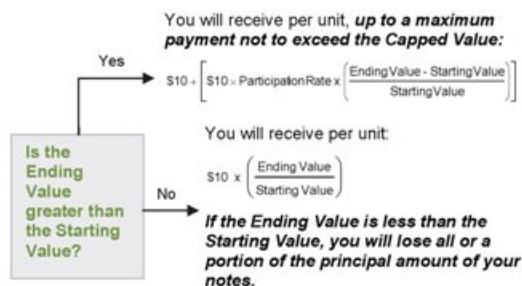 You will receive per unit, up to a maximum
payment not to exceed the Capped Value:
Yes
$10 + [ $10 × Participation Rate x ( Ending Value - Starting Value / Starting Value ) ]
You will receive per unit:
Is the
Ending
Value
greater than
the Starting
Value?
No
$10 x ( Ending Value / Starting Value )
If the Ending Value is less than the
Starting Value, you will lose all or a
portion of the principal amount of your
notes.